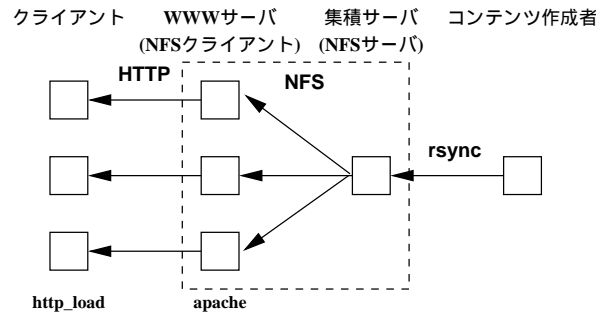 クライアント WWWサーバ 集積サーバ コンテンツ作成者
(NFSクライアント) (NFSサーバ)
HTTP NFS
rsync
http_load apache